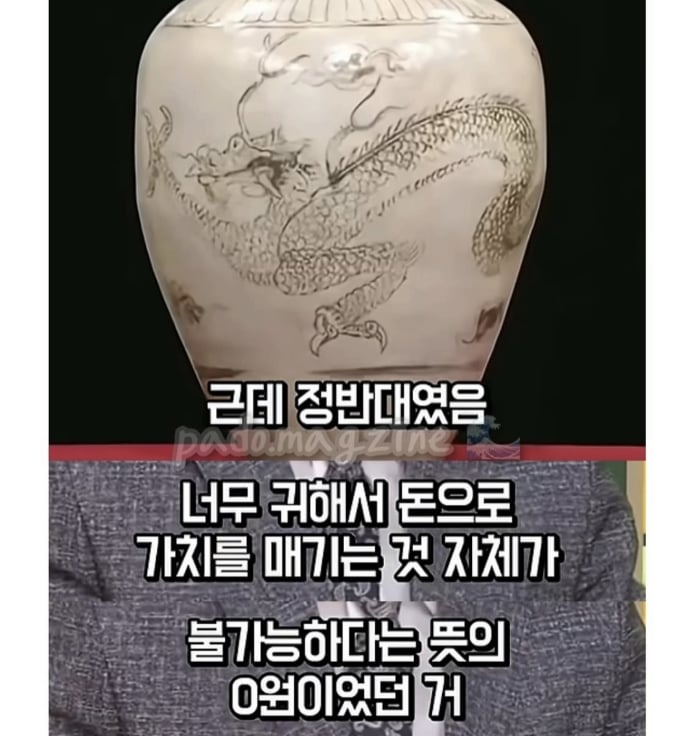 근데 정반대였음
pado.magzine
너무 귀해서 돈으로
가치를 매기는 것 자체가
불가능하다는 뜻의
0원이었던 거